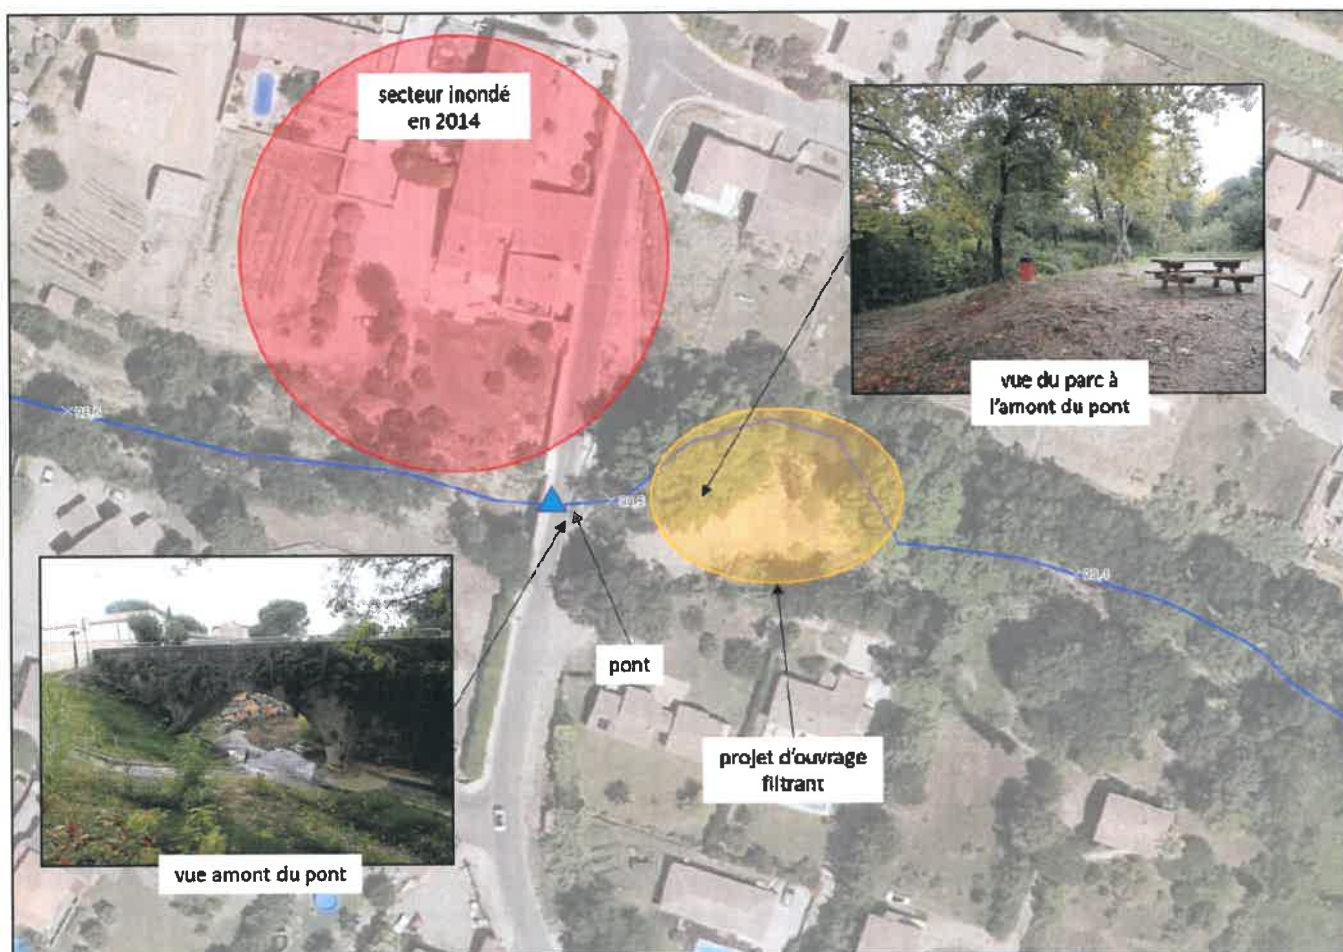 secteur inondé
en 2014
vue du parc à
l'amont du pont
pont
projet d'ouvrage
filtrant
vue amont du pont